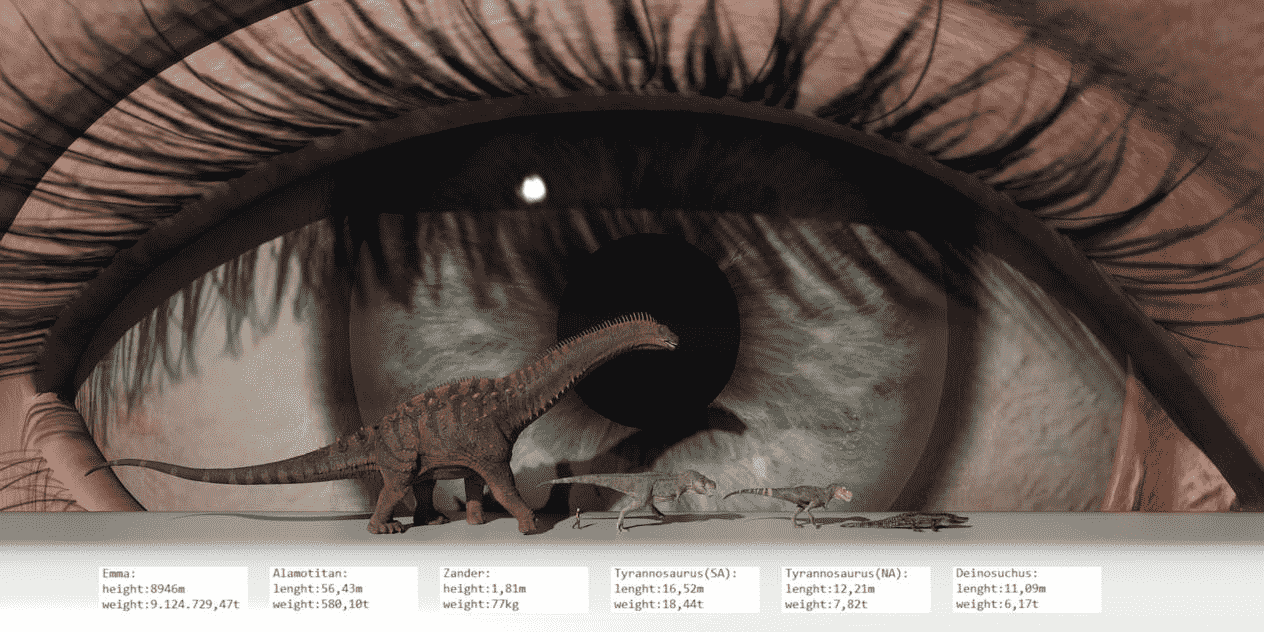 Emma:
height:8946m
weight:9.124.729,47t
Alamotitan:
lenght:56,43m
weight:580,10t
Zander:
height:1,81m
weight:77kg
Tyrannosaurus(SA):
lenght:16,52m
weight:18,44t
Tyrannosaurus(NA):
lenght:12,21m
weight:7,82t
Deinosuchus:
lenght:11,09m
weight:6,17t